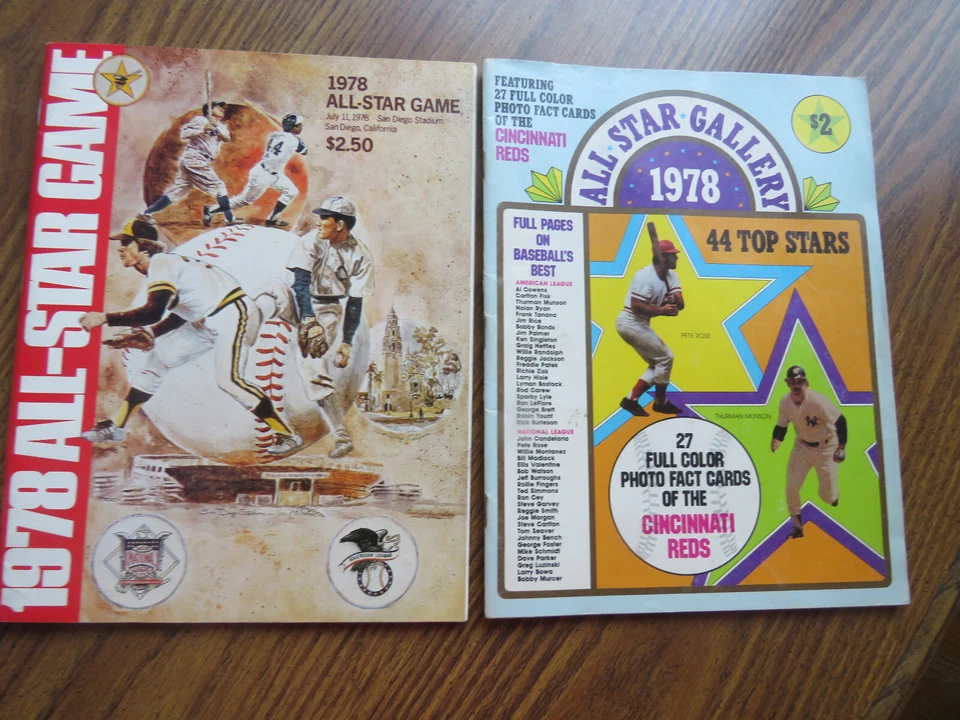 1978 ALL-STAR GAME
1978
ALL-STAR GAME
July 11, 1978 San Diego Stadium
San Diego, California
$2.50
44
AMERICAN LEAGUE
FEATURING
27 FULL COLOR
PHOTO FACT CARDS
OF THE
CINCINNATI
REDS
ALL STAR GALLERY
1978
$2
FULL PAGES
ON
BASEBALL'S
BEST
AMERICAN LEAGUE
Al Cowens
Carlton Fisk
Thurman Munson
Nolan Ryan
Frank Tanana
Jim Rice
Bobby Bonds
Jim Palmer
Ken Singleton
Graig Nettles
Willie Randolph
Reggie Jackson
Freddie Patek
Richie Zisk
Larry Hisle
Lyman Bostock
Rod Carew
Sparky Lyle
Ron LeFlore
George Brett
Robin Yount
Rick Burleson
NATIONAL LEAGUE
John Candelaria
Pete Rose
Willie Montanez
Bill Madlock
Ellis Valentine
Bob Watson
Jeff Burroughs
Rollie Fingers
Ted Simmons
Ron Cey
Steve Garvey
Reggie Smith
Joe Morgan
Steve Carlton
Tom Seaver
Johnny Bench
George Foster
Mike Schmidt
Dave Parker
Greg Luzinski
Larry Bowa
Bobby Murcer
44 TOP STARS
PETE ROSE
THURMAN MUNSON
27
FULL COLOR
PHOTO FACT CARDS
OF THE
CINCINNATI
REDS